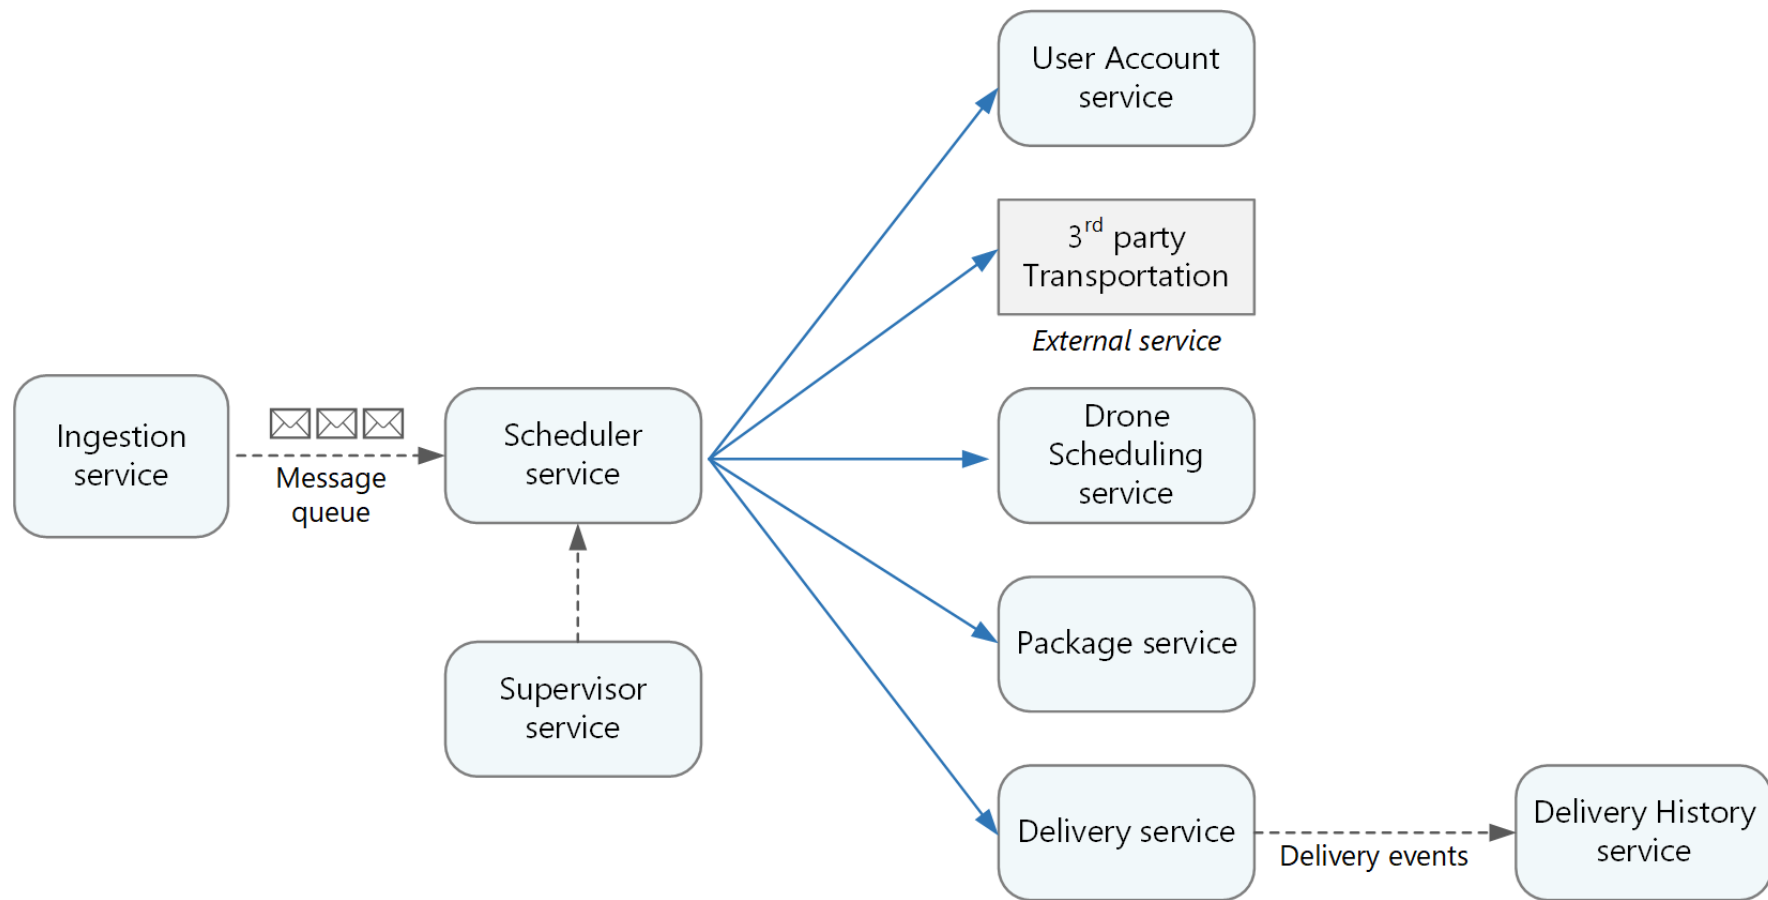 User Account
service
3rd party
Transportation
External service
Ingestion
service
Message
queue
Scheduler
service
Drone
Scheduling
service
Supervisor
service
Package service
Delivery service
Delivery events
Delivery History
service